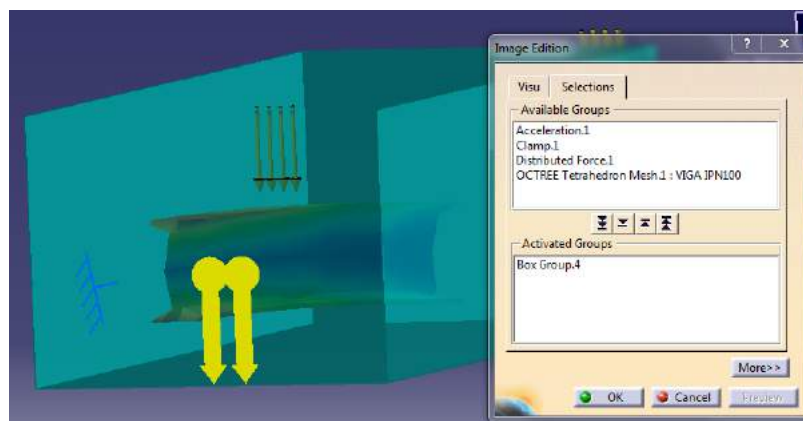 Image Edition
Visu
Selections
Available Groups
Acceleration.1
Clamp.1
Distributed Force.1
OCTREE Tetrahedron Mesh.1 : VIGA IPN100
Activated Groups
Box Group.4
More>>
OK
Cancel
Preview